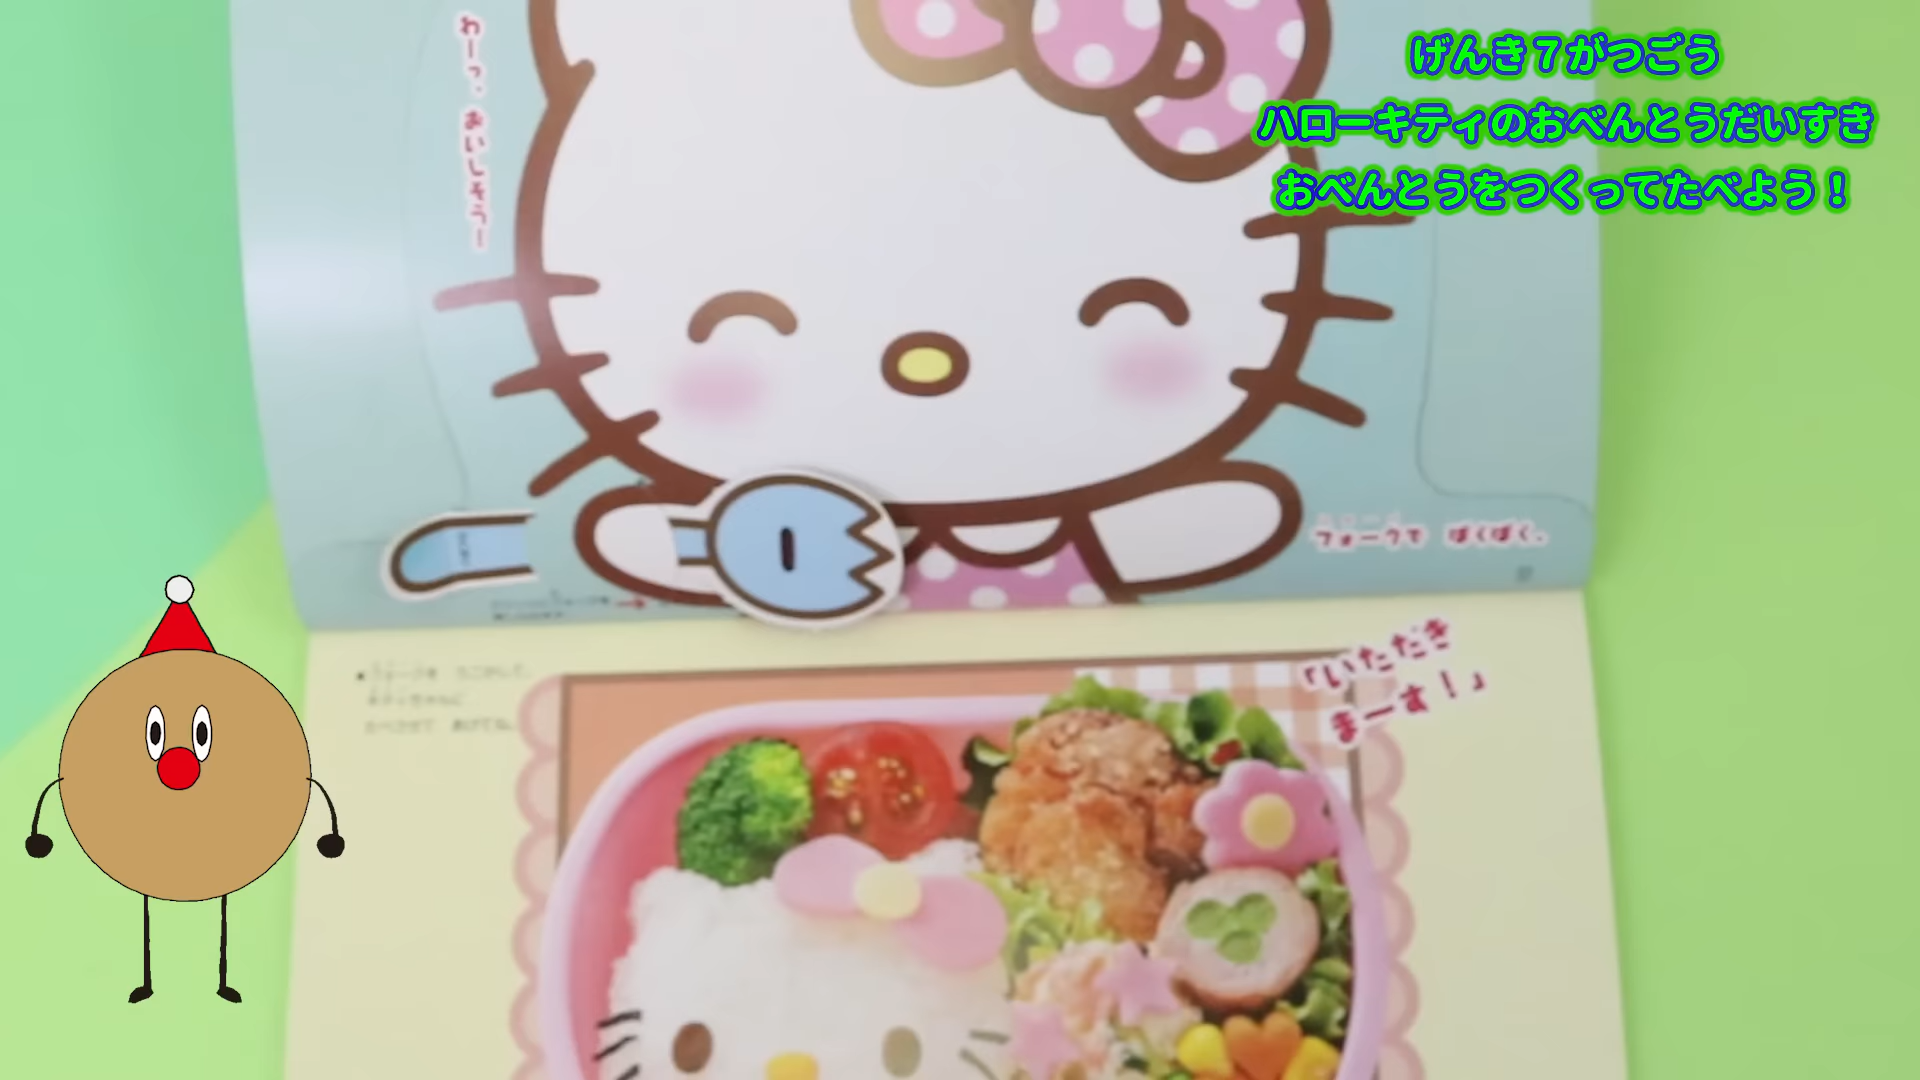 げんき７がつごう
ハローキティのおべんとうだいすき
おべんとうをつくってたべよう！
わーっ、おいしそう！
フォークで ぱくぱく。
「いただき
まーす！」